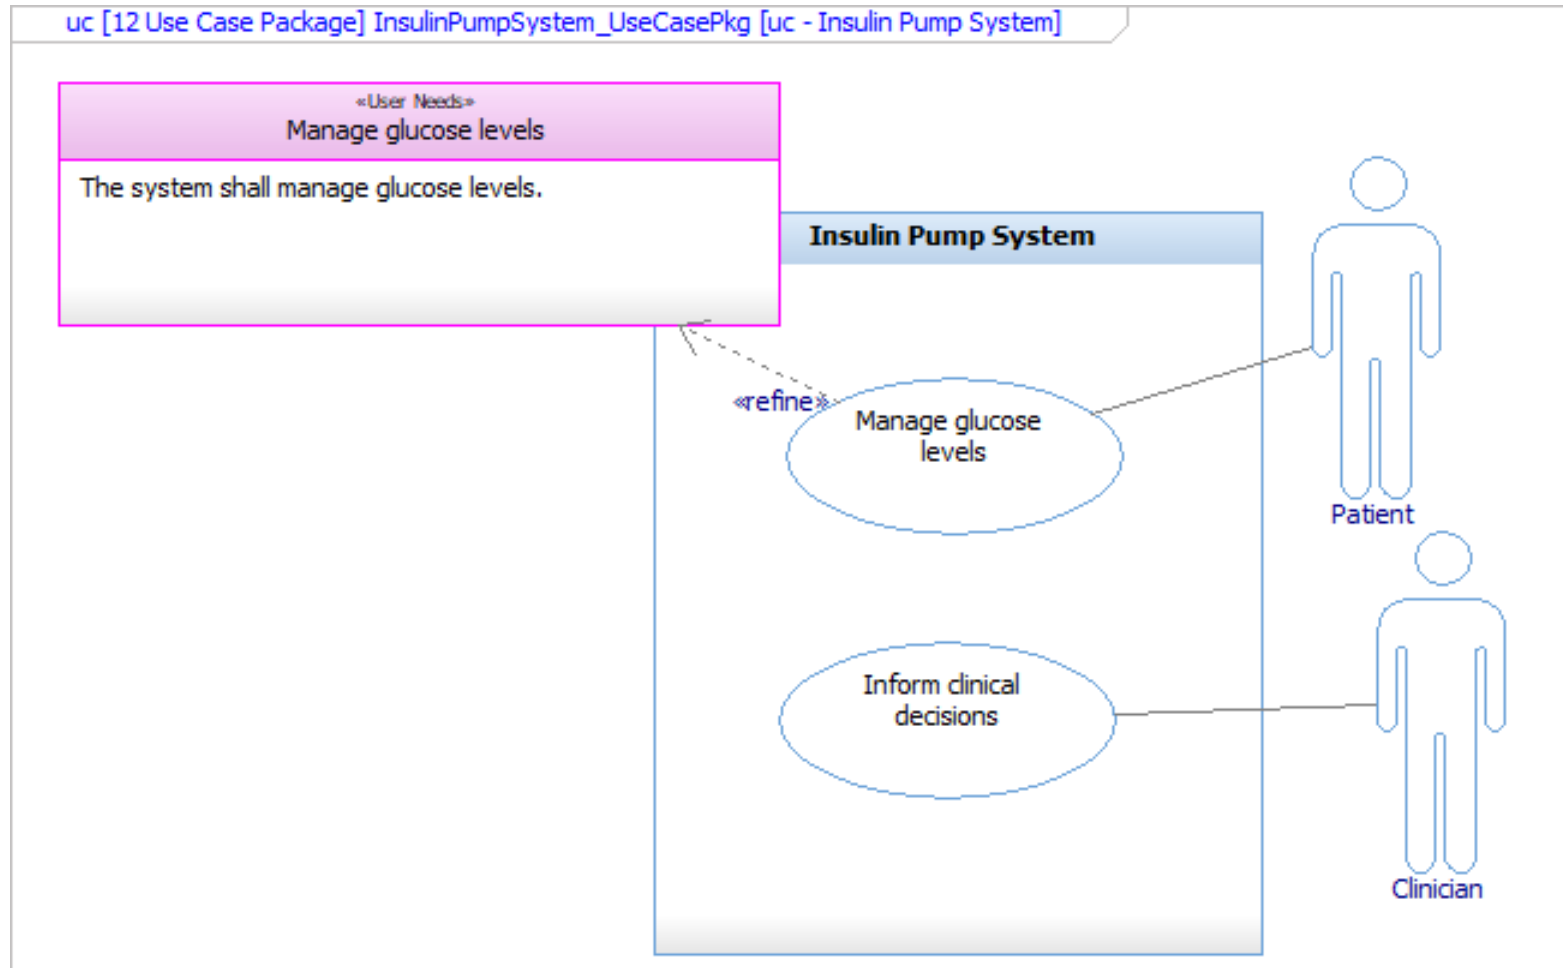 uc [12 Use Case Package] InsulinPumpSystem_UseCasePkg [uc - Insulin Pump System]
«User Needs»
Manage glucose levels
The system shall manage glucose levels.
Insulin Pump System
«refine»
Manage glucose
levels
Patient
Inform clinical
decisions
Clinician